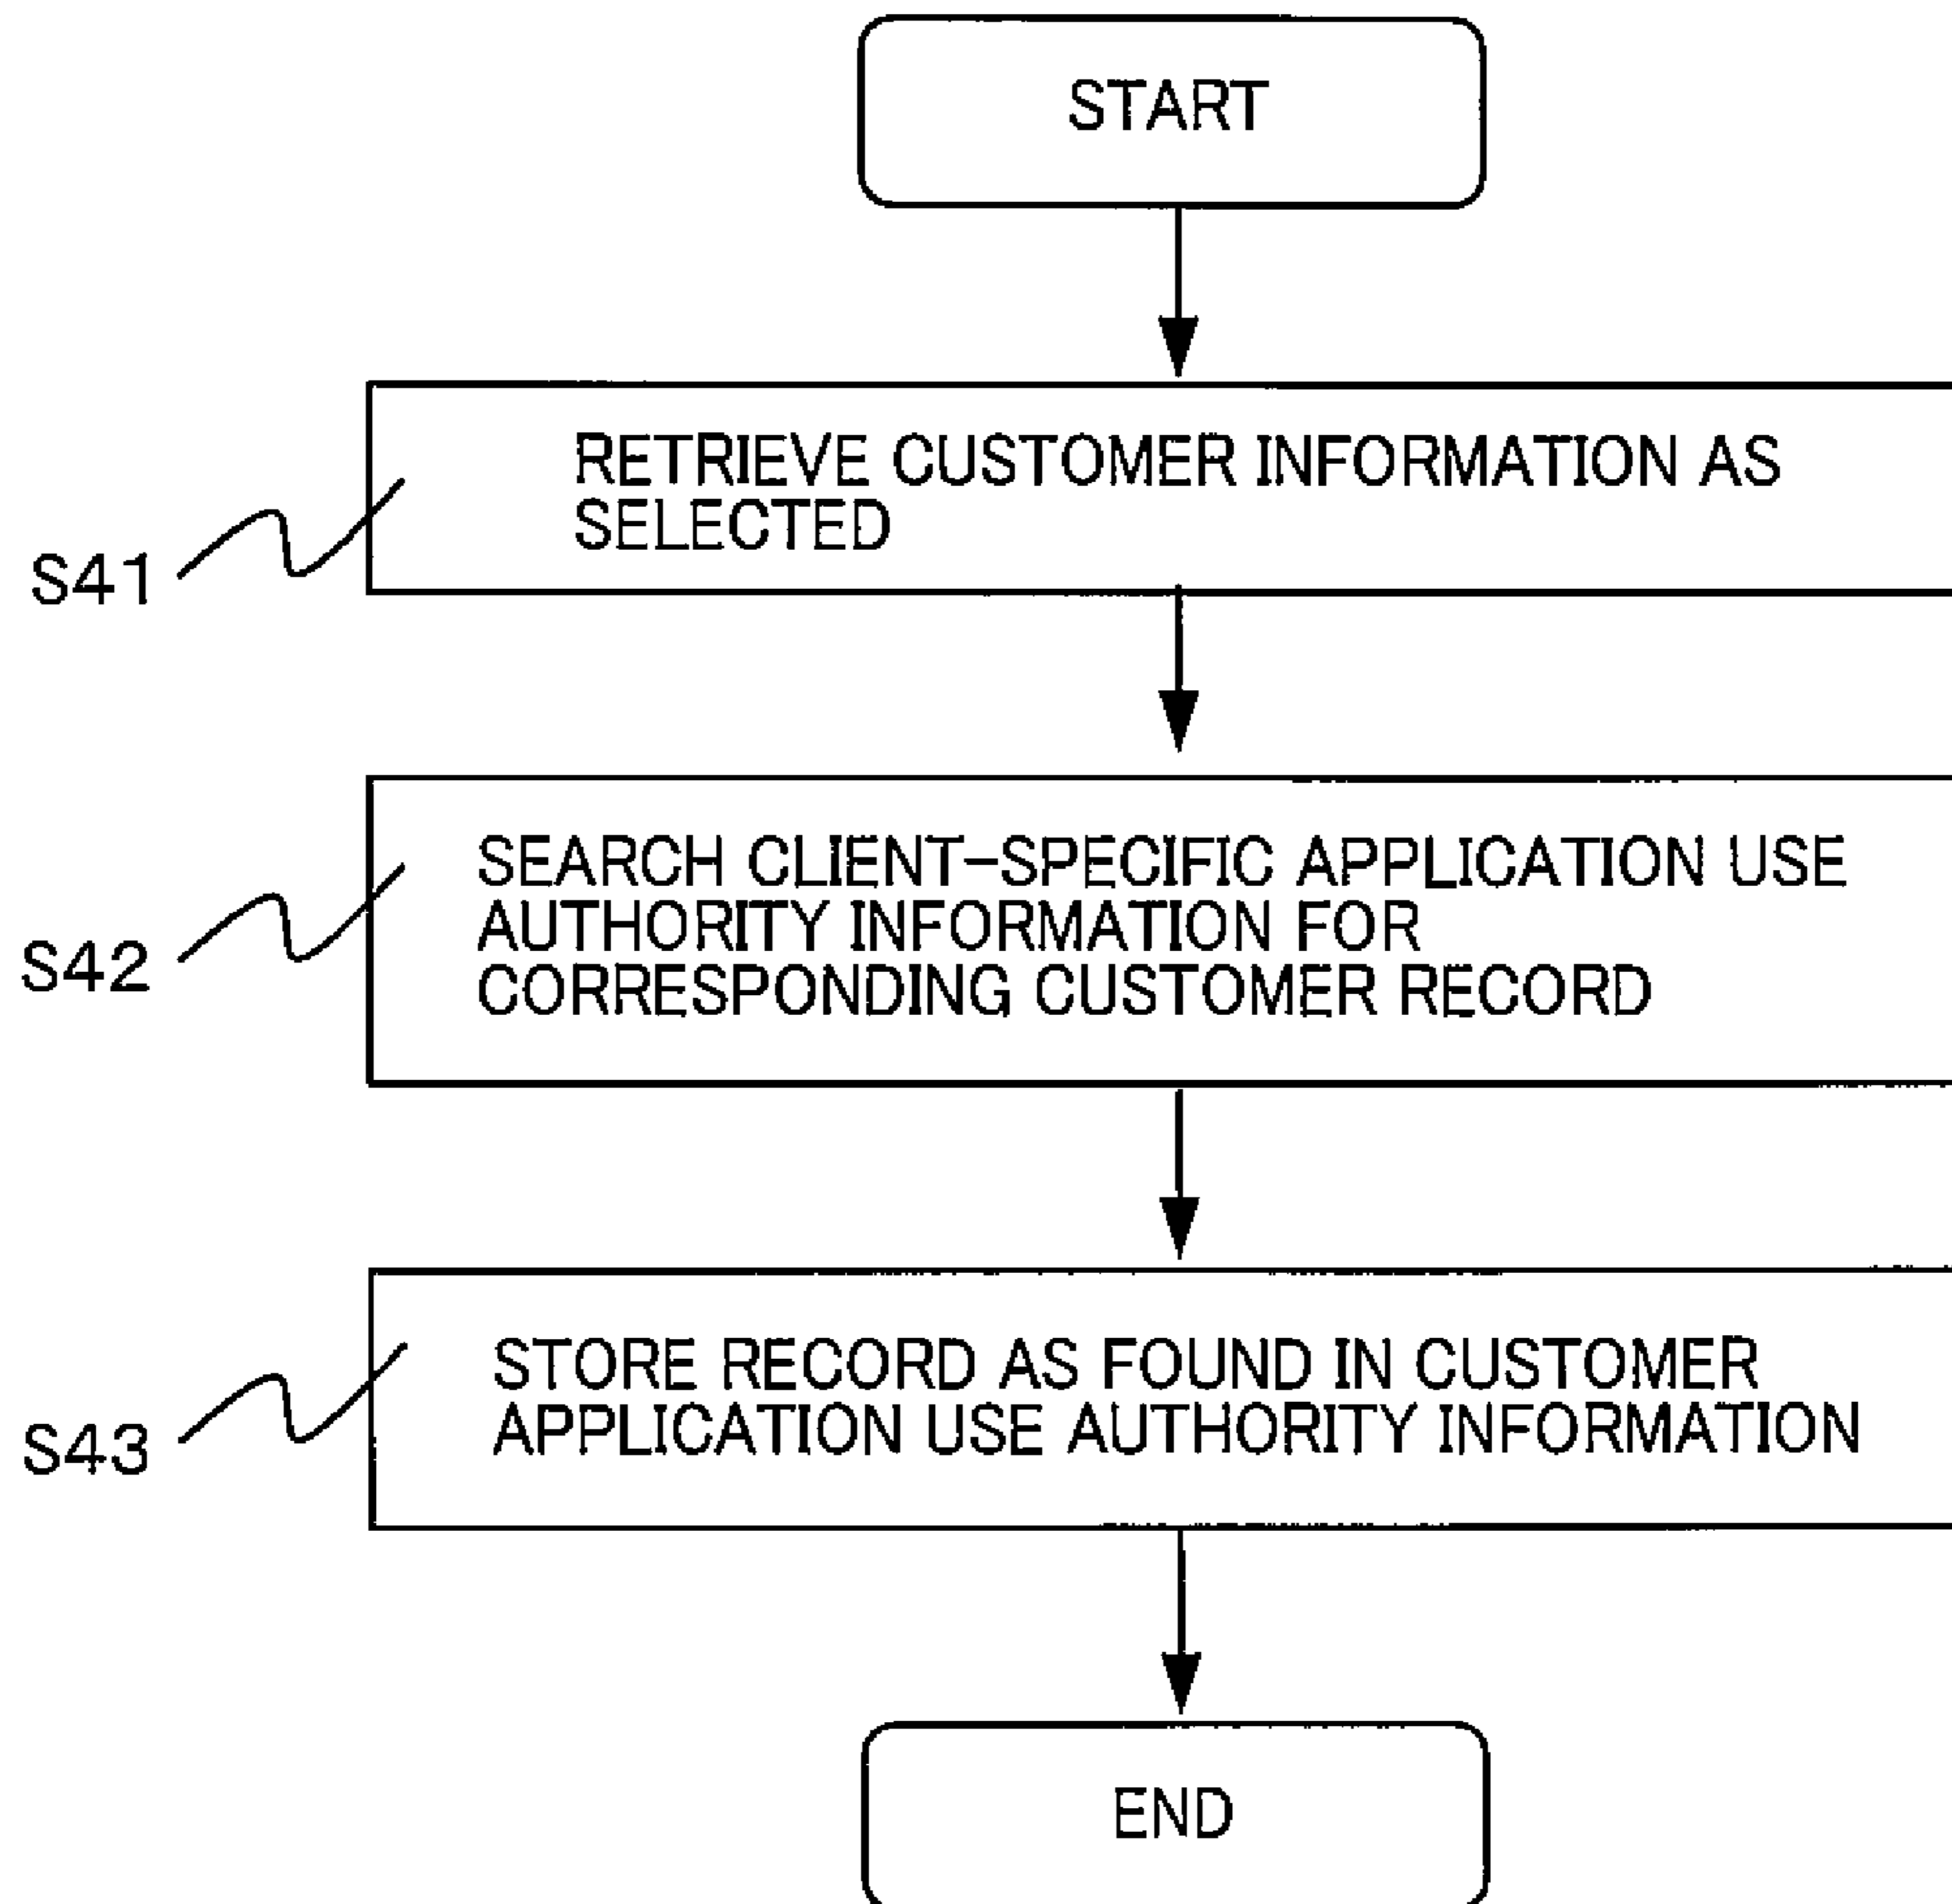 START
RETRIEVE CUSTOMER INFORMATION AS
SELECTED
S41
SEARCH CLIENT-SPECIFIC APPLICATION USE
AUTHORITY INFORMATION FOR
CORRESPONDING CUSTOMER RECORD
S42
STORE RECORD AS FOUND IN CUSTOMER
APPLICATION USE AUTHORITY INFORMATION
S43
END